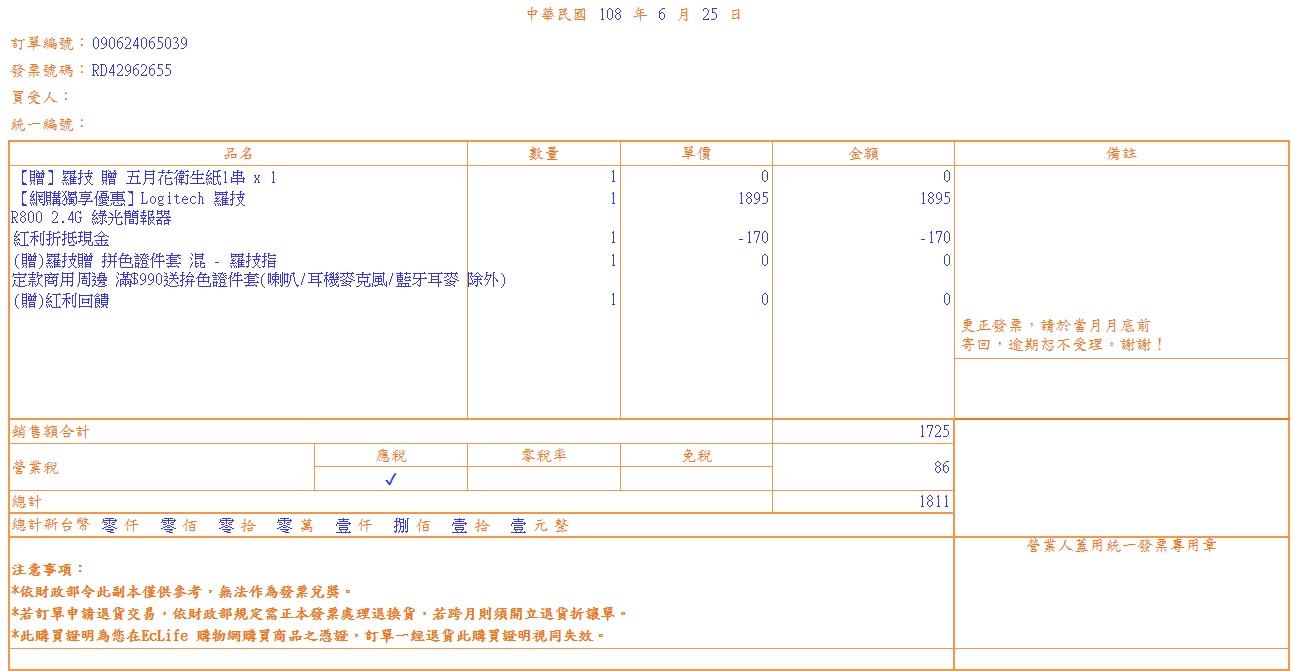 中華民國 108 年 6 月 25 日
訂單編號：090624065039
發票號碼：RD42962655
買受人：
統一編號：
品名 數量 單價 金額 備註
【贈】羅技 贈 五月花衛生紙1串 x 1 1 0 0
【網購獨享優惠】Logitech 羅技 1 1895 1895
R800 2.4G 綠光簡報器
紅利折抵現金 1 -170 -170
(贈)羅技贈 拼色證件套 混 - 羅技指 1 0 0
定款商用周邊 滿$990送拚色證件套(喇叭/耳機麥克風/藍牙耳麥 除外)
(贈)紅利回饋 1 0 0
更正發票，請於當月月底前
寄回，逾期恕不受理。謝謝！
銷售額合計 1725
營業稅 應稅 零稅率 免稅 86
✓
總計 1811
總計新台幣 零仟 零佰 零拾 零萬 壹仟 捌佰 壹拾 壹元整
營業人蓋用統一發票專用章
注意事項：
*依財政部令此副本僅供參考，無法作為發票兌獎。
*若訂單申請退貨交易，依財政部規定需正本發票處理退換貨，若跨月則須開立退貨折讓單。
*此購買證明為您在EcLife 購物網購買商品之憑證，訂單一經退貨此購買證明視同失效。